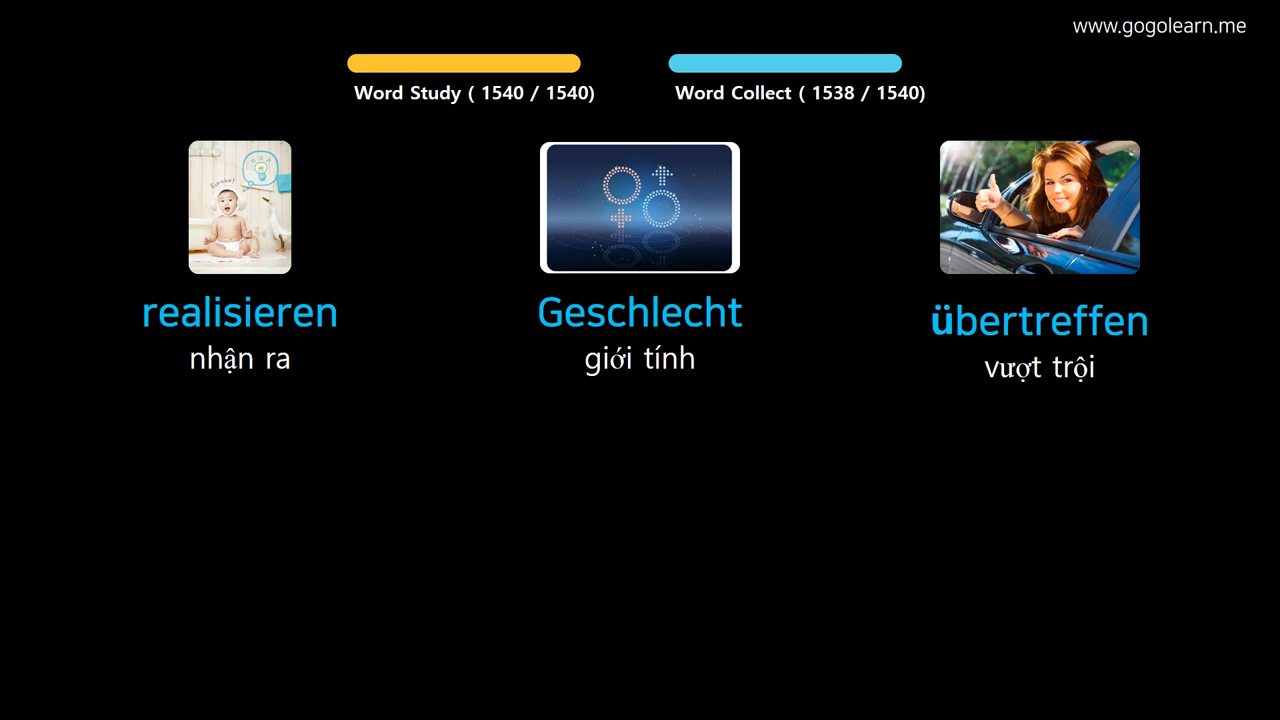 www.gogolearn.me
Word Study ( 1540 / 1540)
Word Collect ( 1538 / 1540)
Eureka!
realisieren
nhận ra
Geschlecht
giới tính
übertreffen
vượt trội